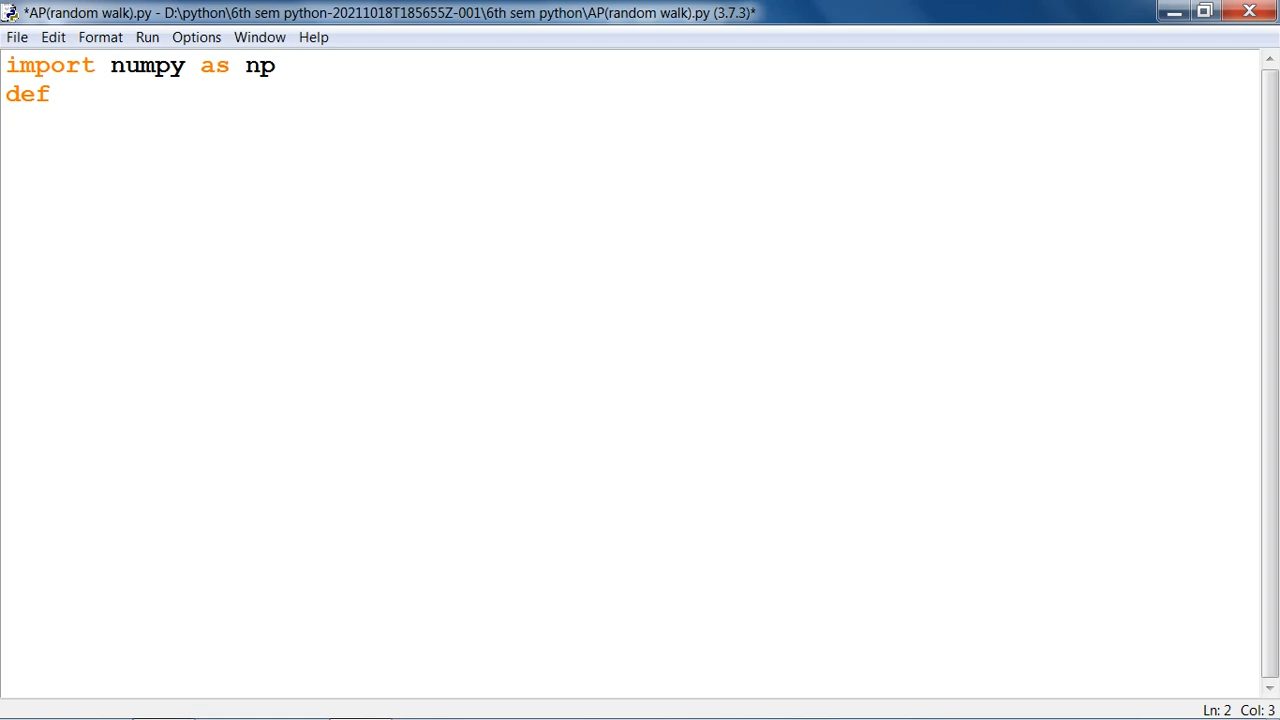 *AP(random walk).py - D:\python\6th sem python-20211018T185655Z-001\6th sem python\AP(random walk).py (3.7.3)*
File Edit Format Run Options Window Help
import numpy as np
def
Ln: 2 Col: 3